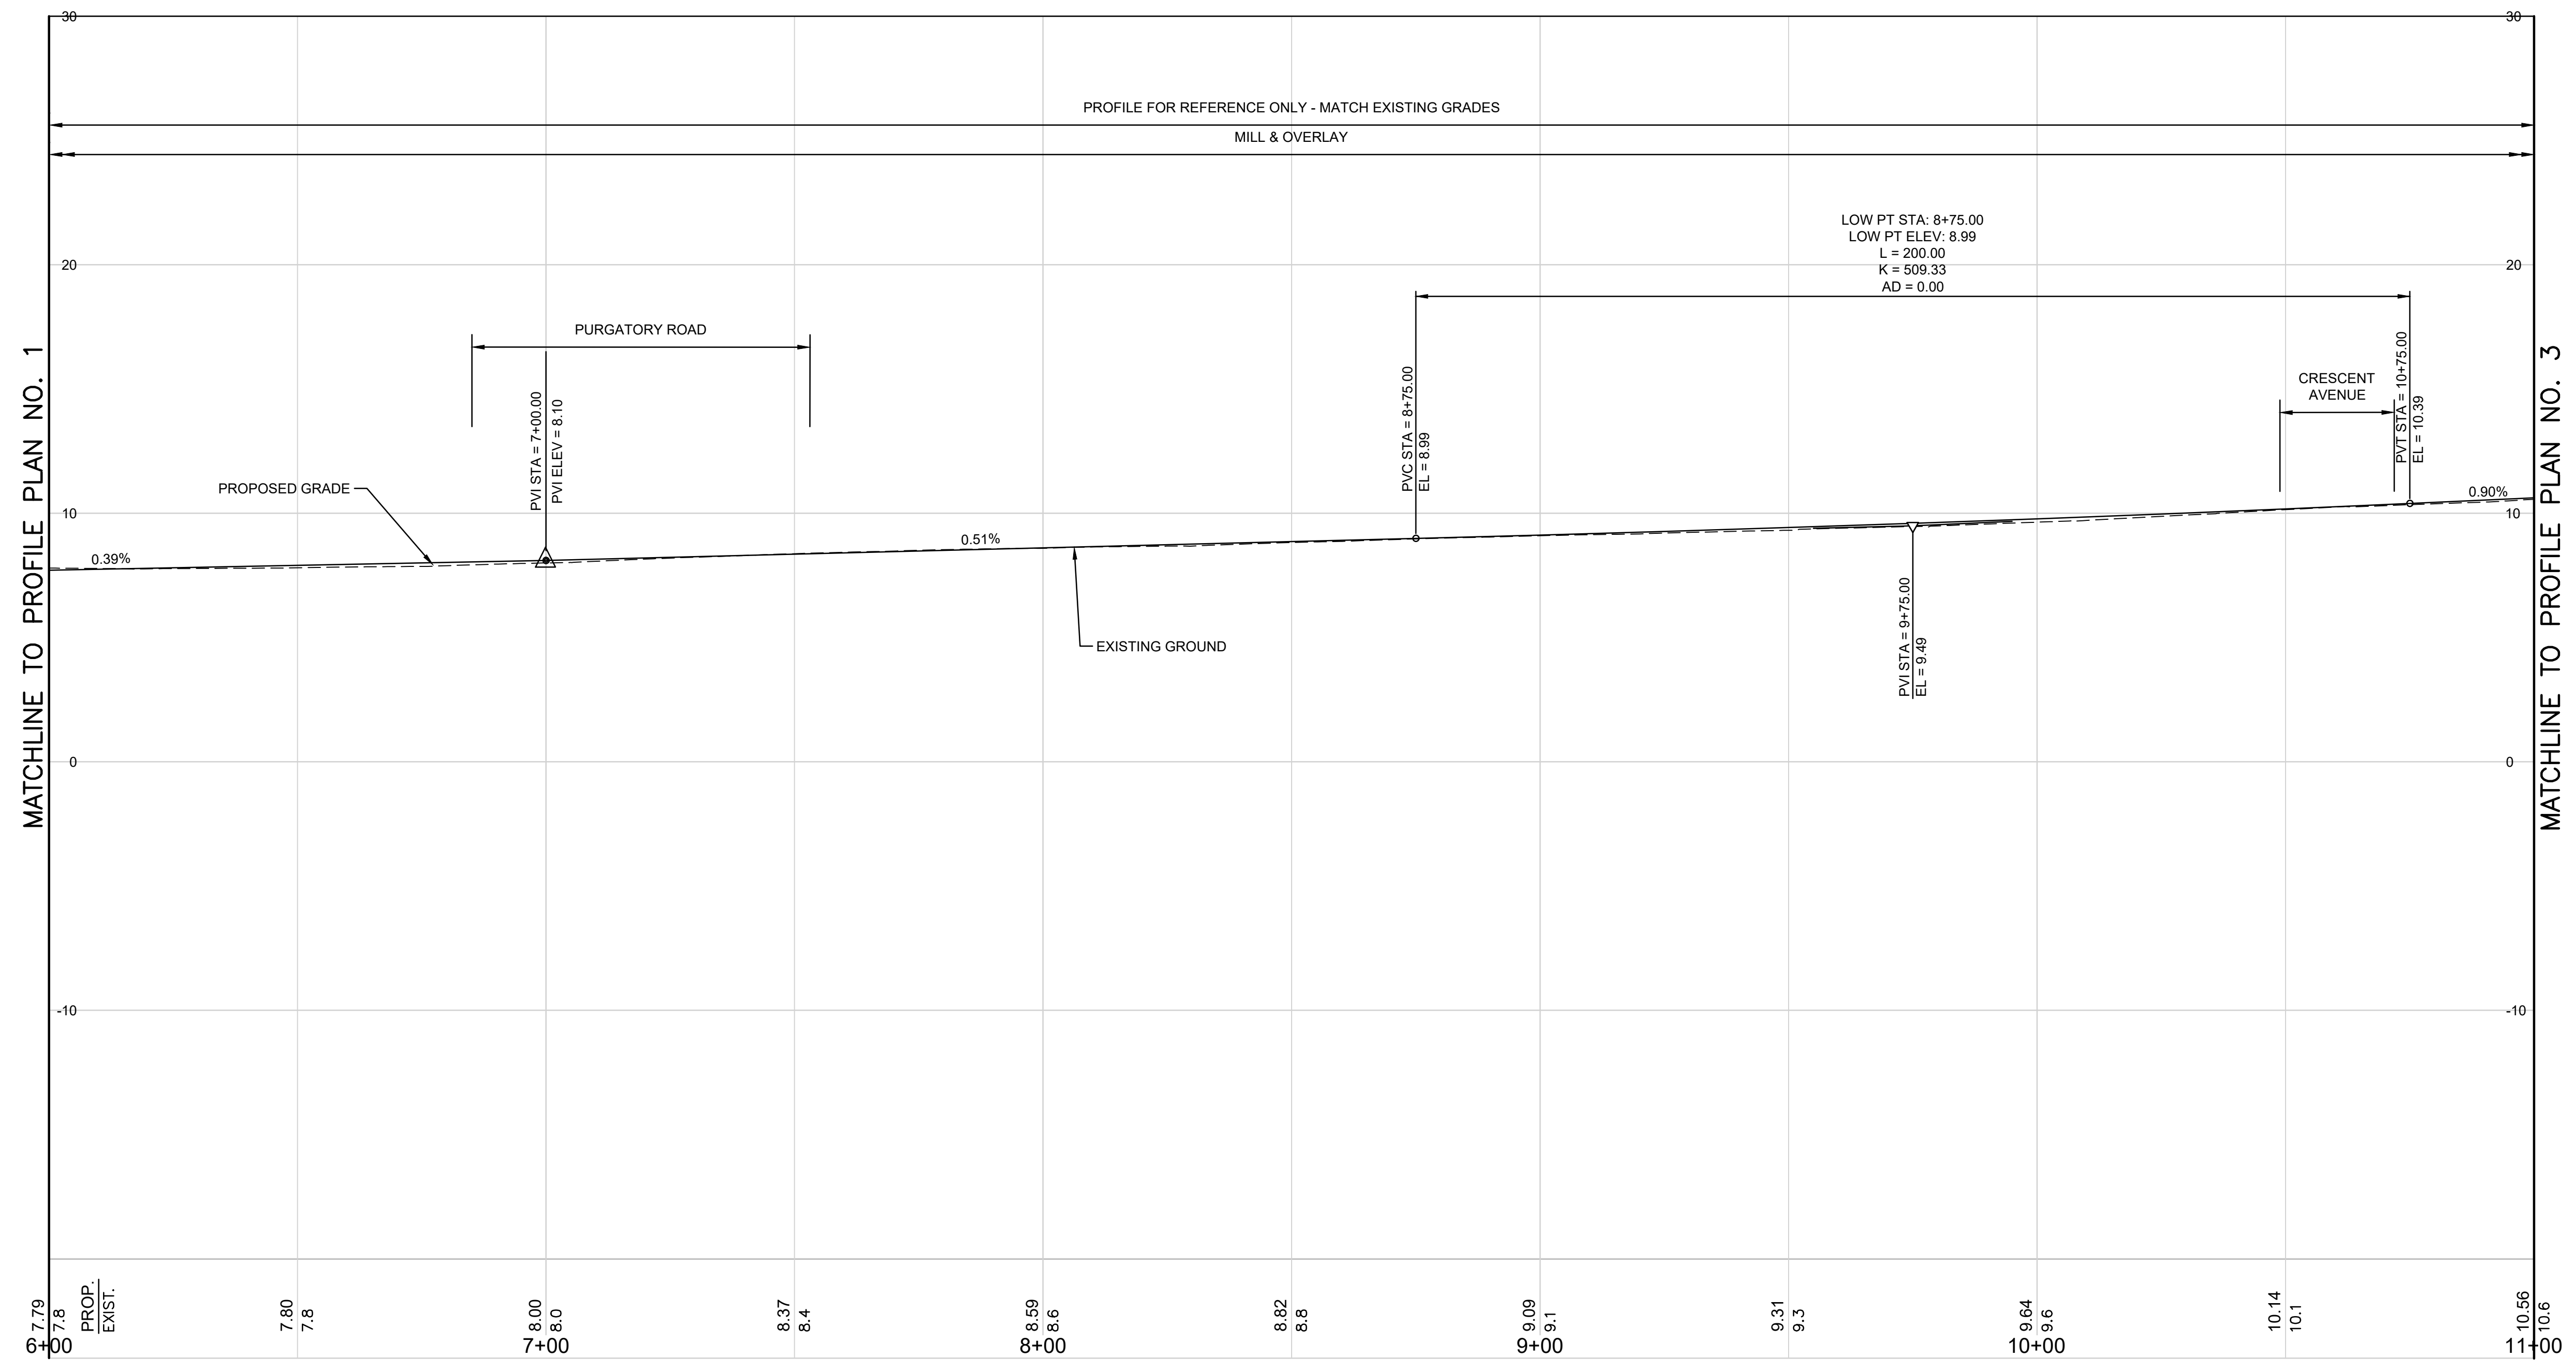 30
30
PROFILE FOR REFERENCE ONLY - MATCH EXISTING GRADES
MILL & OVERLAY
LOW PT STA: 8+75.00
LOW PT ELEV: 8.99
L = 200.00
K = 509.33
AD = 0.00
20
20
PURGATORY ROAD
MATCHLINE TO PROFILE PLAN NO. 1
PVI STA = 7+00.00
PVI ELEV = 8.10
PVC STA = 8+75.00
EL = 8.99
CRESCENT
AVENUE
PVT STA = 10+75.00
EL = 10.39
MATCHLINE TO PROFILE PLAN NO. 3
PROPOSED GRADE
10
0.90%
10
0.39%
0.51%
PVI STA = 9+75.00
EL = 9.49
EXISTING GROUND
0
0
-10
-10
PROP.
EXIST.
7.79
7.8
7.80
7.8
8.00
8.0
8.37
8.4
8.59
8.6
8.82
8.8
9.09
9.1
9.31
9.3
9.64
9.6
10.14
10.1
10.56
10.6
6+00
7+00
8+00
9+00
10+00
11+00